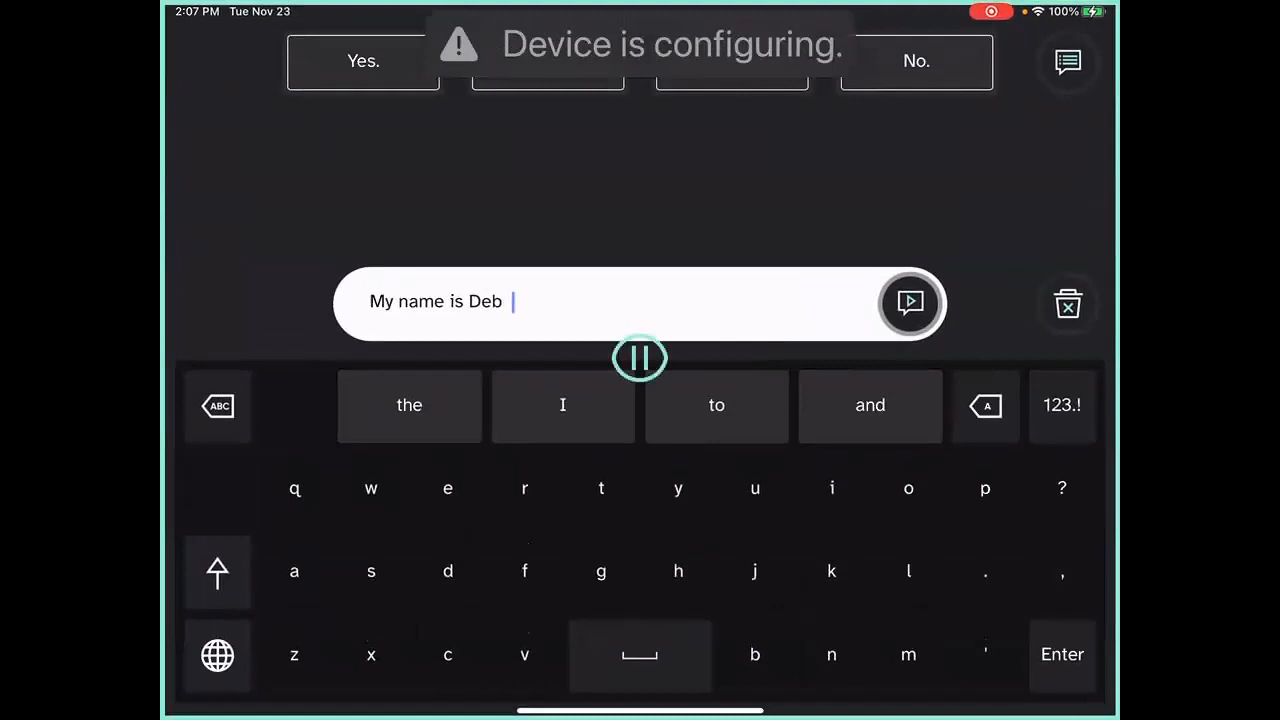 2:07 PM Tue Nov 23 100%
Device is configuring.
Yes. No.
My name is Deb
ABC the I to and A 123.!
q w e r t y u i o p ?
a s d f g h j k l . ,
z x c v b n m ' Enter